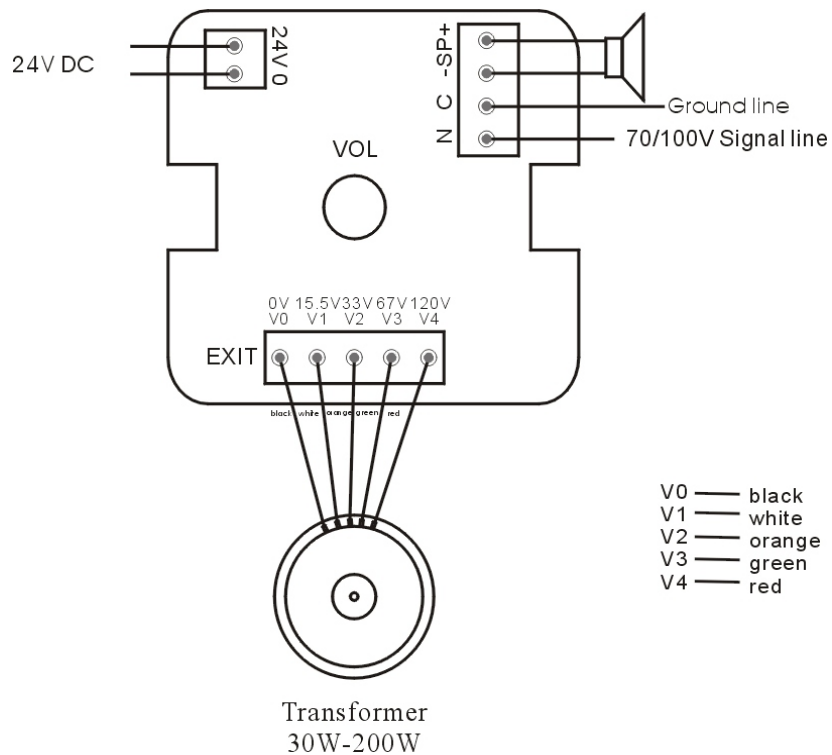 24V DC
24V 0
-SP+
C
N
Ground line
70/100V Signal line
VOL
0V 15.5V 33V 67V 120V
V0 V1 V2 V3 V4
EXIT
black white orange green red
V0 black
V1 white
V2 orange
V3 green
V4 red
Transformer
30W-200W